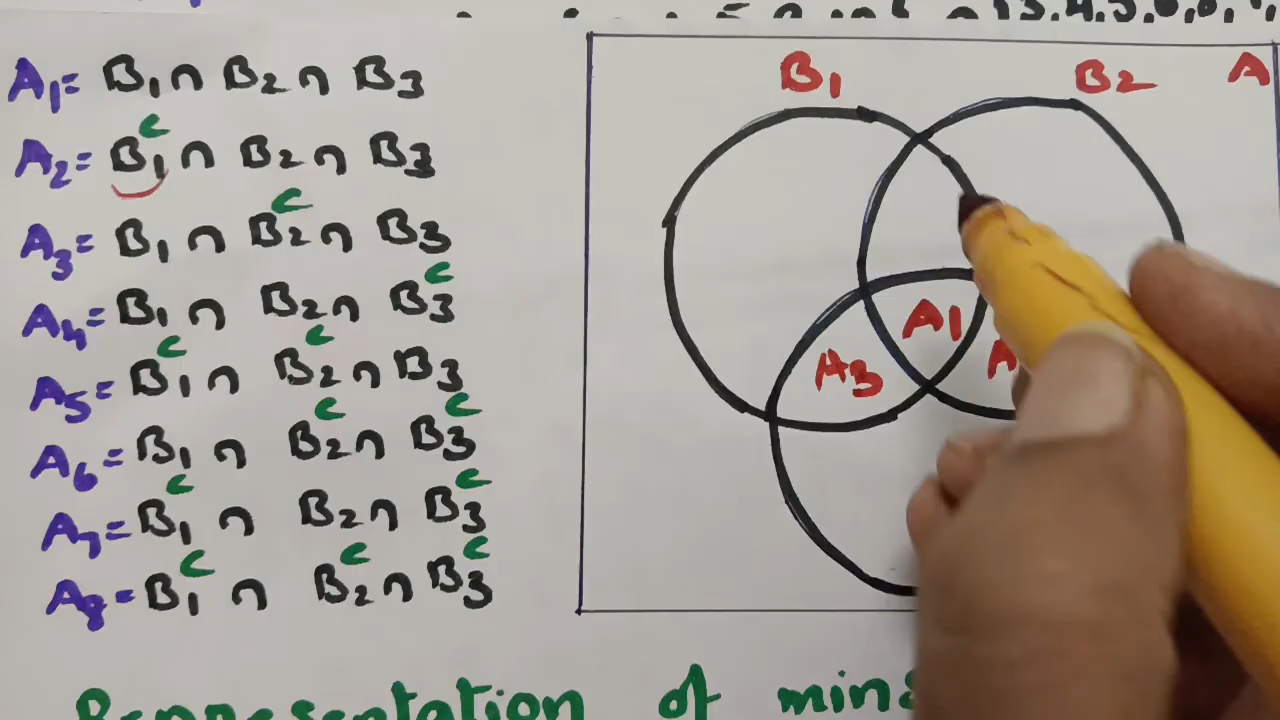 A1= B1 ∩ B2 ∩ B3
A2= B1ᶜ ∩ B2 ∩ B3
A3= B1 ∩ B2ᶜ ∩ B3
A4= B1 ∩ B2 ∩ B3ᶜ
A5= B1ᶜ ∩ B2ᶜ ∩ B3
A6= B1 ∩ B2ᶜ ∩ B3ᶜ
A7= B1ᶜ ∩ B2 ∩ B3ᶜ
A8= B1ᶜ ∩ B2ᶜ ∩ B3ᶜ
B1 B2 A
A1
A3 A
Representation of